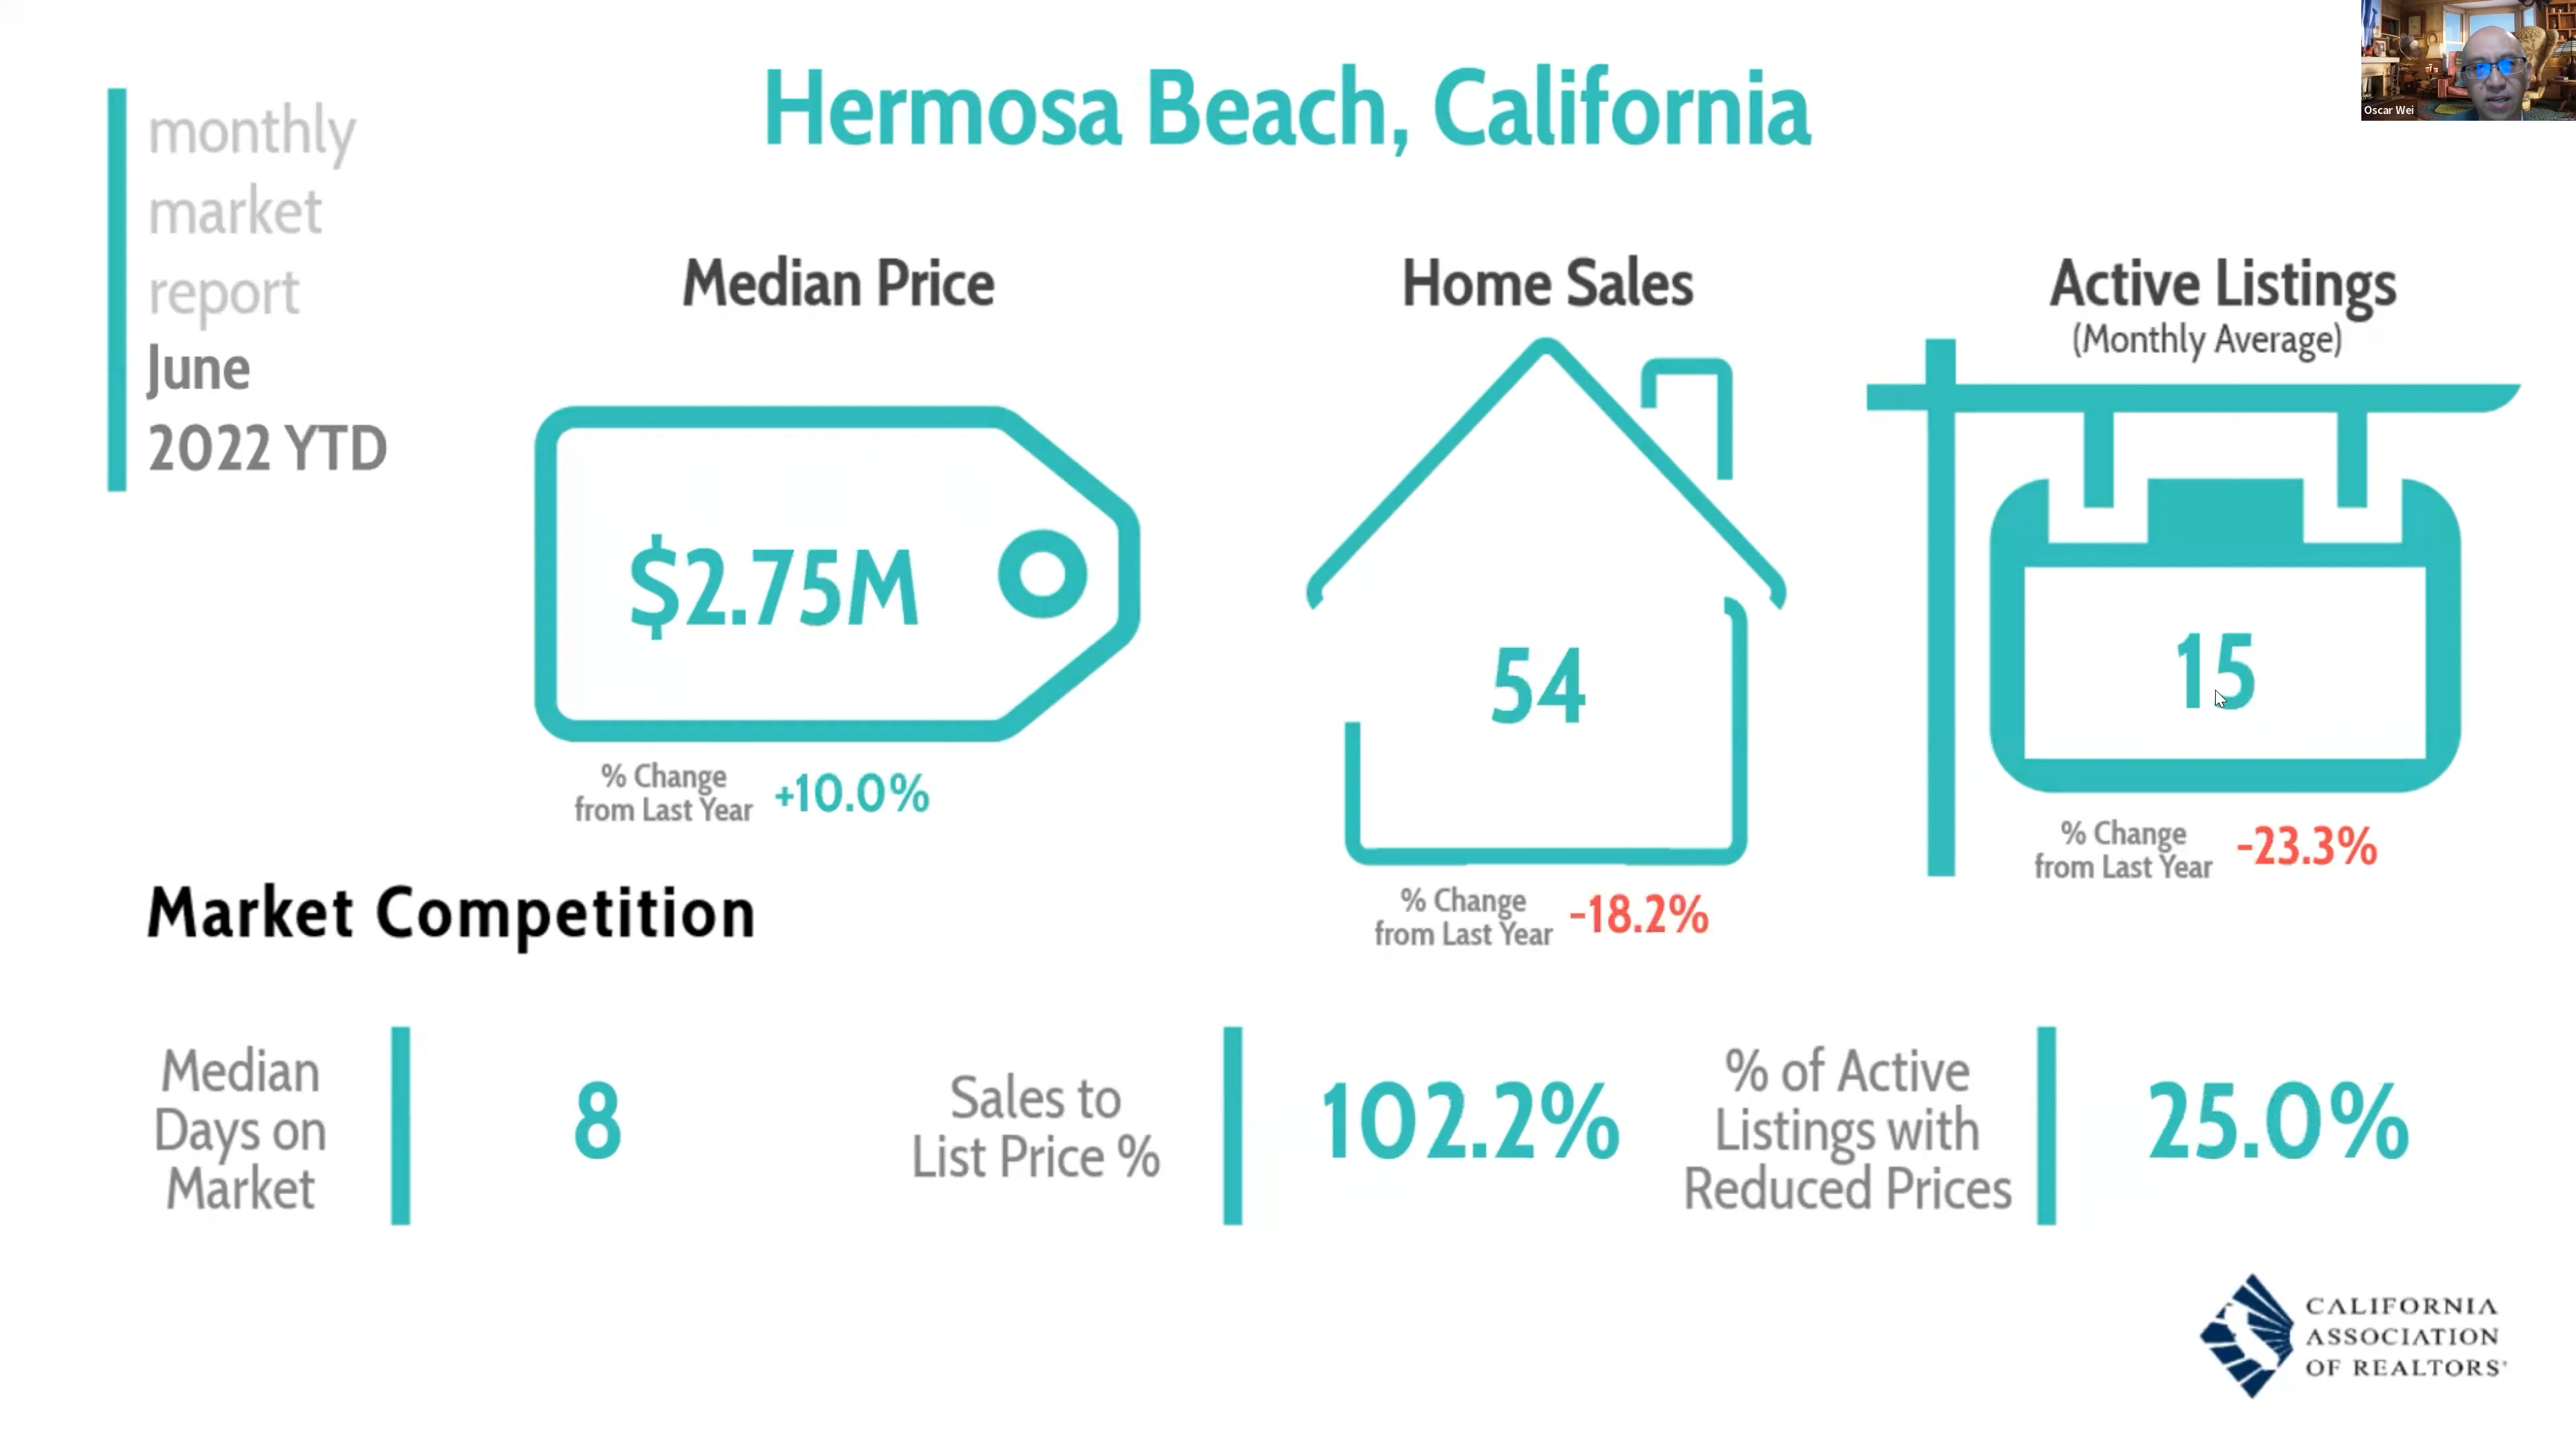 Hermosa Beach, California
Oscar Wei
monthly
market
report
June
2022 YTD
Median Price
$2.75M
% Change
from Last Year
+10.0%
Home Sales
54
% Change
from Last Year
-18.2%
Active Listings
(Monthly Average)
15
% Change
from Last Year
-23.3%
Market Competition
Median
Days on
Market
8
Sales to
List Price %
102.2%
% of Active
Listings with
Reduced Prices
25.0%
CALIFORNIA
ASSOCIATION
OF REALTORS®